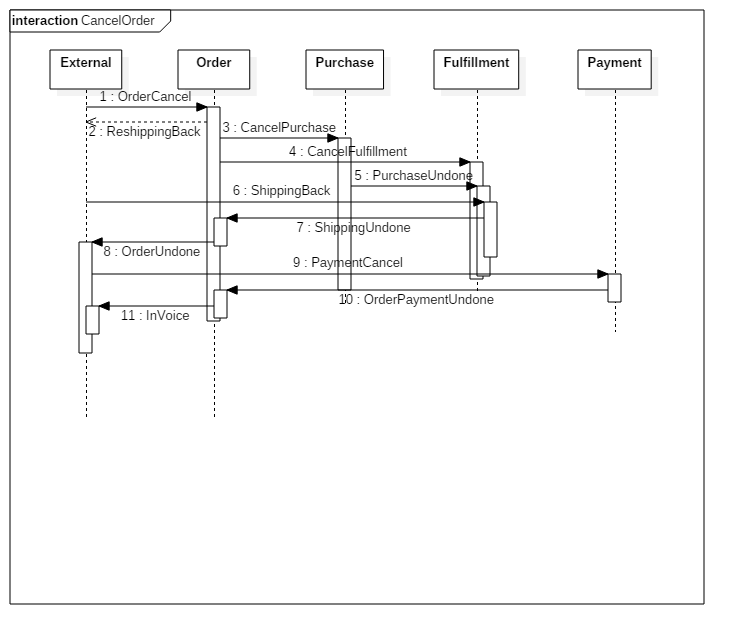 interaction CancelOrder
External
Order
Purchase
Fulfillment
Payment
1 : OrderCancel
2 : ReshippingBack
3 : CancelPurchase
4 : CancelFulfillment
5 : PurchaseUndone
6 : ShippingBack
7 : ShippingUndone
8 : OrderUndone
9 : PaymentCancel
10 : OrderPaymentUndone
11 : InVoice